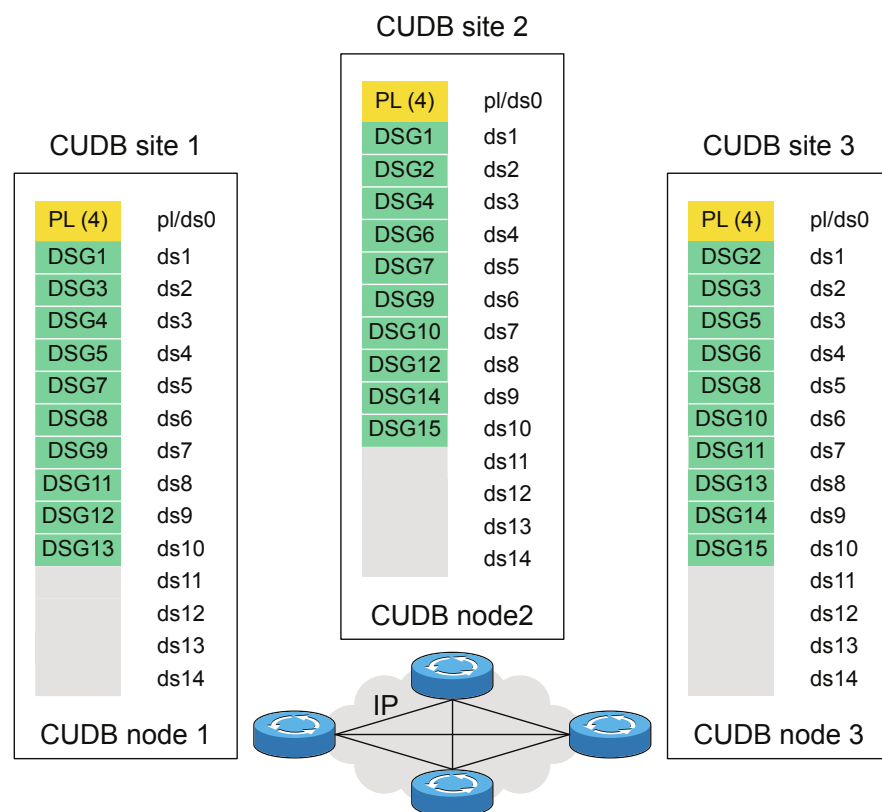 CUDB site 1
PL (4) pl/ds0
DSG1 ds1
DSG3 ds2
DSG4 ds3
DSG5 ds4
DSG7 ds5
DSG8 ds6
DSG9 ds7
DSG11 ds8
DSG12 ds9
DSG13 ds10
ds11
ds12
ds13
ds14
CUDB node 1
CUDB site 2
PL (4) pl/ds0
DSG1 ds1
DSG2 ds2
DSG4 ds3
DSG6 ds4
DSG7 ds5
DSG9 ds6
DSG10 ds7
DSG12 ds8
DSG14 ds9
DSG15 ds10
ds11
ds12
ds13
ds14
CUDB node2
CUDB site 3
PL (4) pl/ds0
DSG2 ds1
DSG3 ds2
DSG5 ds3
DSG6 ds4
DSG8 ds5
DSG10 ds6
DSG11 ds7
DSG13 ds8
DSG14 ds9
DSG15 ds10
ds11
ds12
ds13
ds14
CUDB node 3
IP